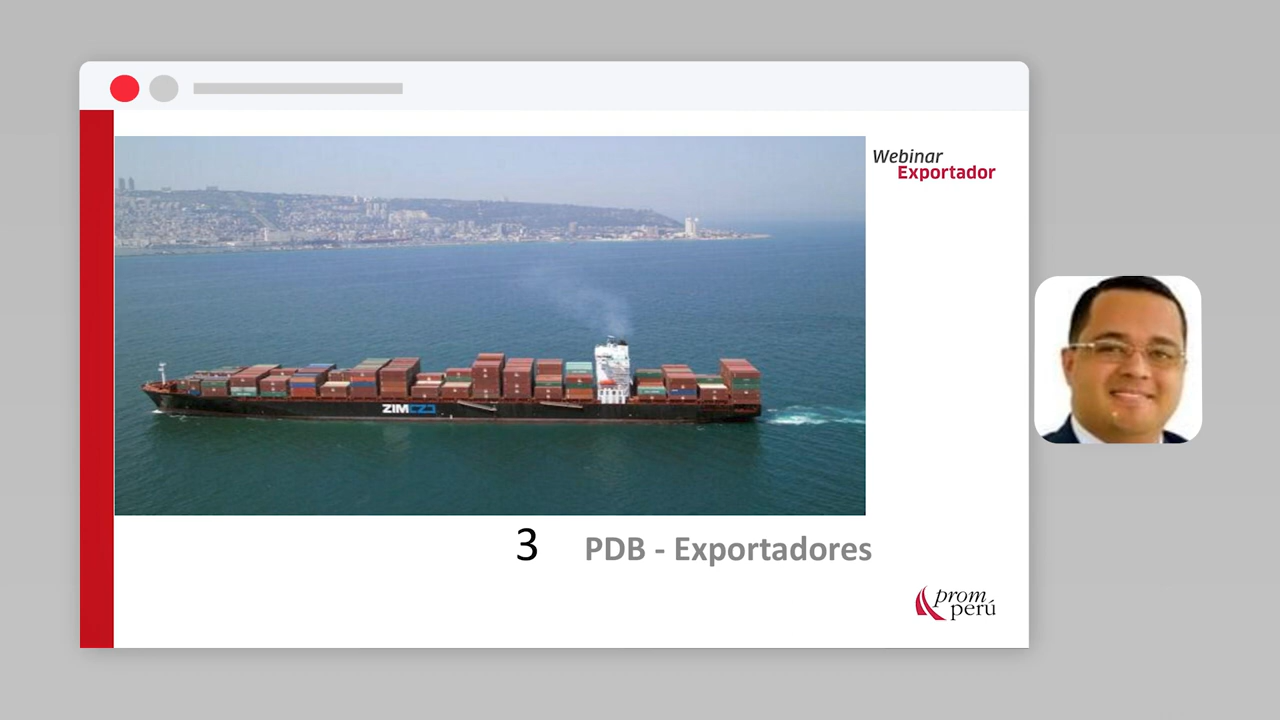 Webinar
Exportador
ZIM
3 PDB - Exportadores
prom
perú